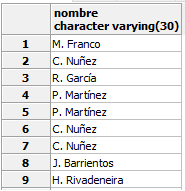 nombre
character varying(30)
1 M. Franco
2 C. Nuñez
3 R. García
4 P. Martínez
5 P. Martínez
6 C. Nuñez
7 C. Nuñez
8 J. Barrientos
9 H. Rivadeneira